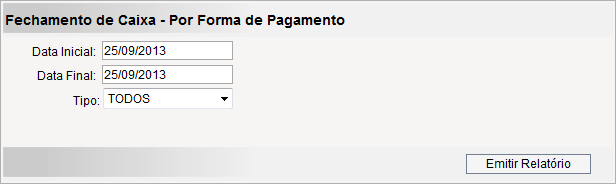 Fechamento de Caixa - Por Forma de Pagamento
Data Inicial: 25/09/2013
Data Final: 25/09/2013
Tipo: TODOS
Emitir Relatório